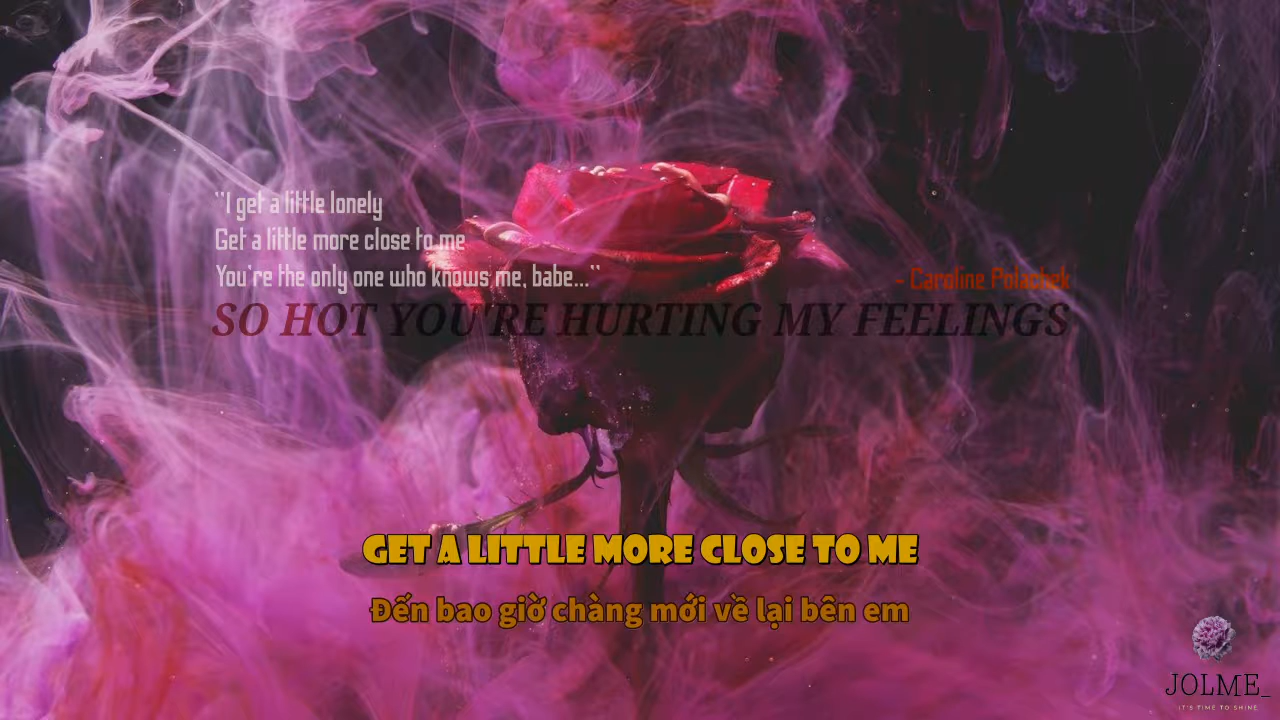 “I get a little lonely
Get a little more close to me
You're the only one who knows me, babe...”
- Caroline Polachek
SO HOT YOU'RE HURTING MY FEELINGS
GET A LITTLE MORE CLOSE TO ME
Đến bao giờ chàng mới về lại bên em
JOLME_
IT'S TIME TO SHINE